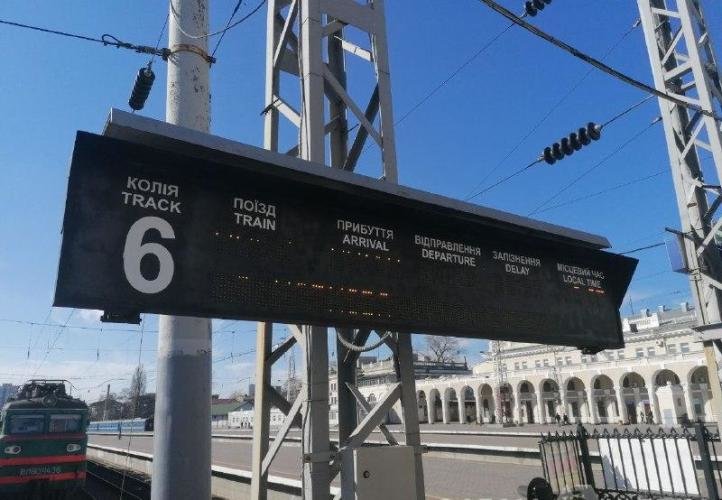 КОЛІЯ
TRACK
6
ПОЇЗД
TRAIN
ПРИБУТТЯ
ARRIVAL
ВІДПРАВЛЕННЯ
DEPARTURE
ЗАПІЗНЕННЯ
DELAY
МІСЦЕВИЙ ЧАС
LOCAL TIME